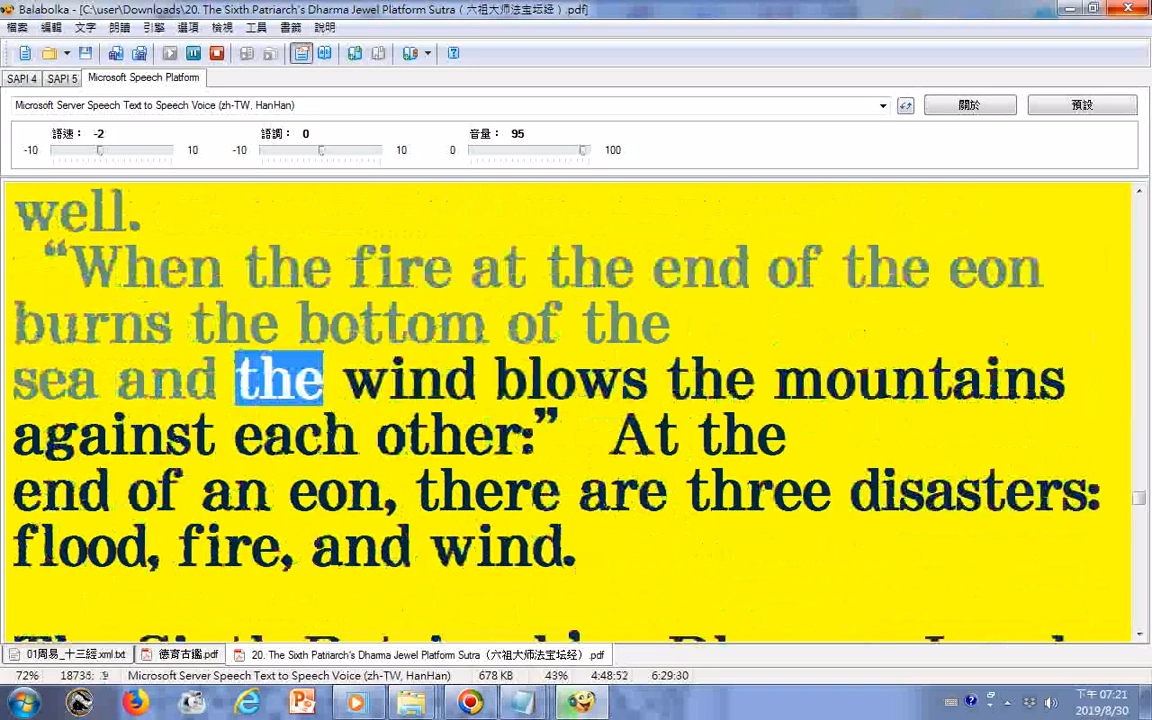 Balabolka - [C:\user\Downloads\20. The Sixth Patriarch's Dharma Jewel Platform Sutra（六祖大师法宝坛经）.pdf]
檔案 編輯 文字 朗讀 引擎 選項 檢視 工具 書籤 說明
SAPI 4 SAPI 5 Microsoft Speech Platform
Microsoft Server Speech Text to Speech Voice (zh-TW, HanHan) 關於 預設
語速： -2 語調： 0 音量： 95
-10 10 -10 10 0 100
well.
“When the fire at the end of the eon
burns the bottom of the
sea and the wind blows the mountains
against each other:” At the
end of an eon, there are three disasters:
flood, fire, and wind.
01周易_十三經.xml.txt 德育古鑑.pdf 20. The Sixth Patriarch's Dharma Jewel Platform Sutra（六祖大师法宝坛经）.pdf
72% Microsoft Server Speech Text to Speech Voice (zh-TW, HanHan) 678 KB 43% 4:48:52 6:29:30
下午 07:21
2019/8/30